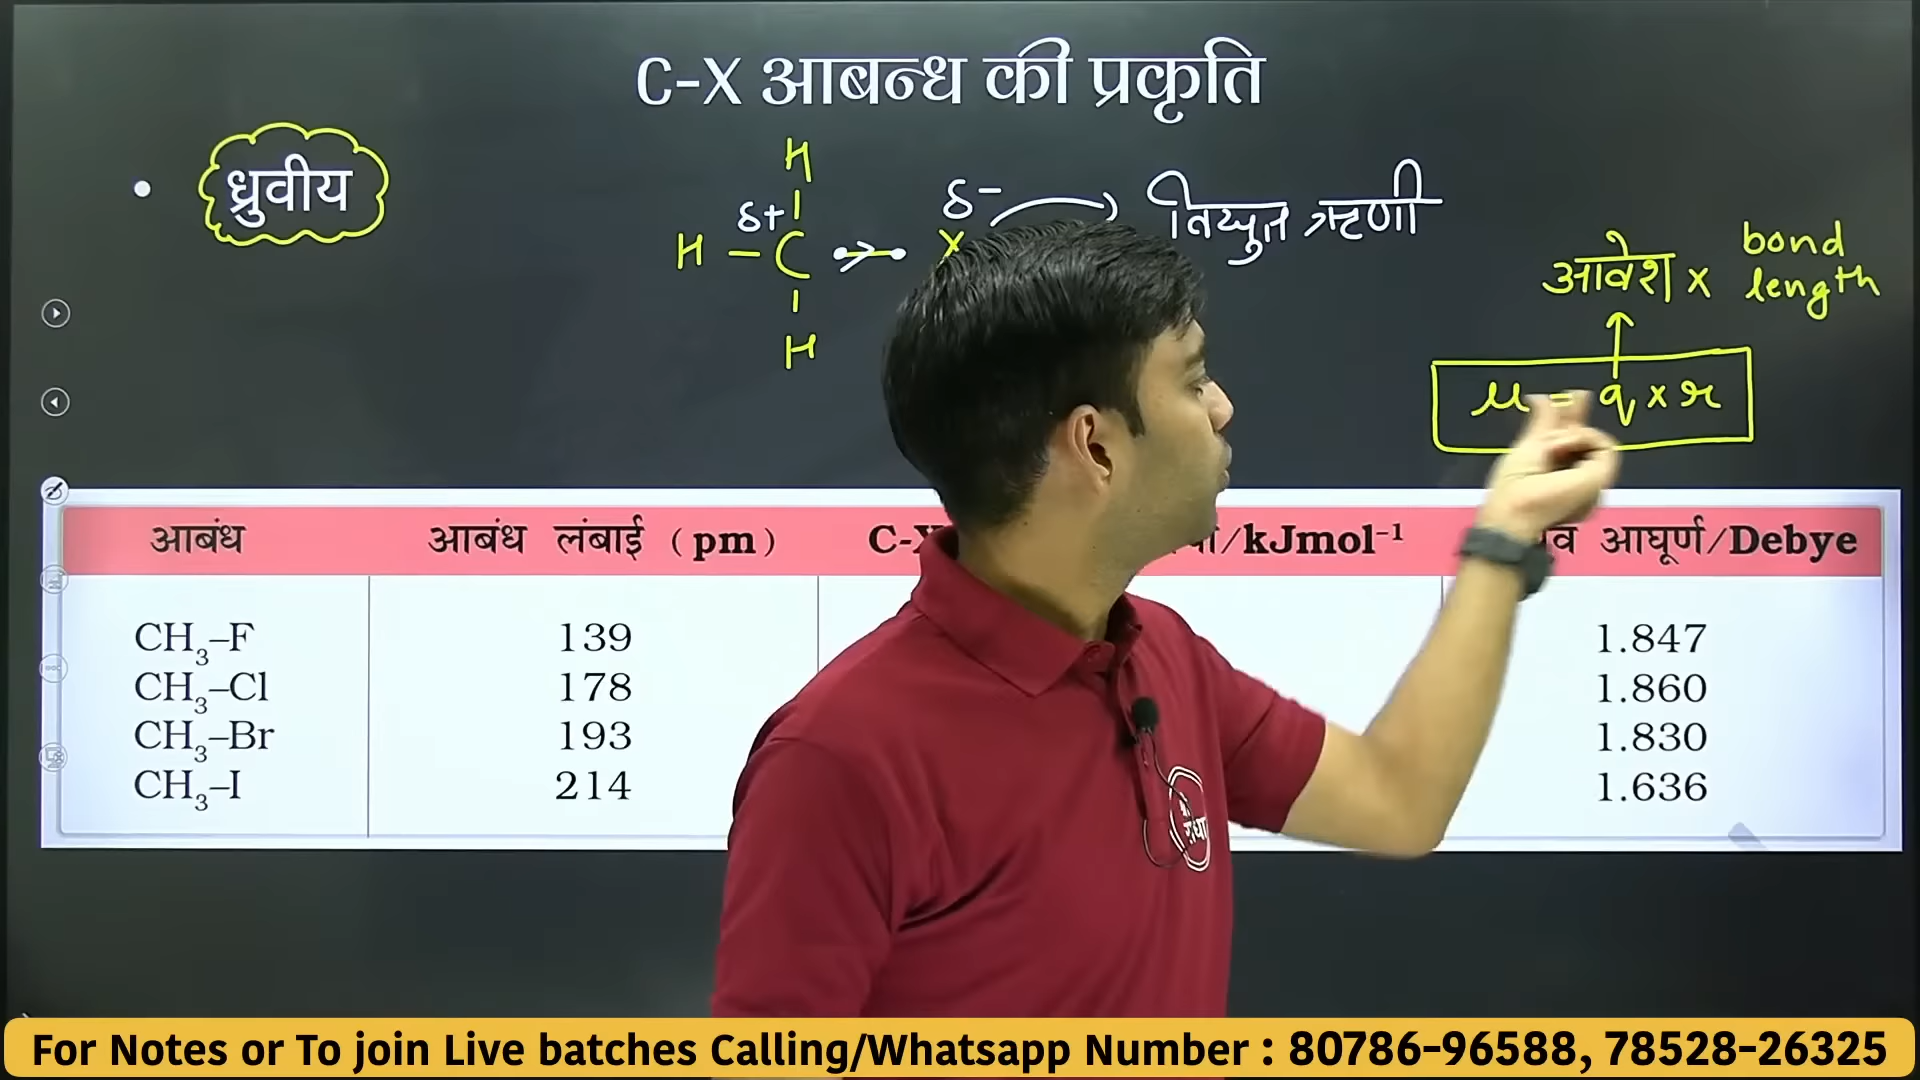 C-X आबन्ध की प्रकृति
• ध्रुवीय
H
δ+ δ−
H – C X
H
विद्युत ऋणी
आवेश x bond length
μ = q x r
आबंध आबंध लंबाई (pm) C-X /kJmol⁻¹ आघूर्ण/Debye
CH₃–F 139 1.847
CH₃–Cl 178 1.860
CH₃–Br 193 1.830
CH₃–I 214 1.636
For Notes or To join Live batches Calling/Whatsapp Number : 80786-96588, 78528-26325